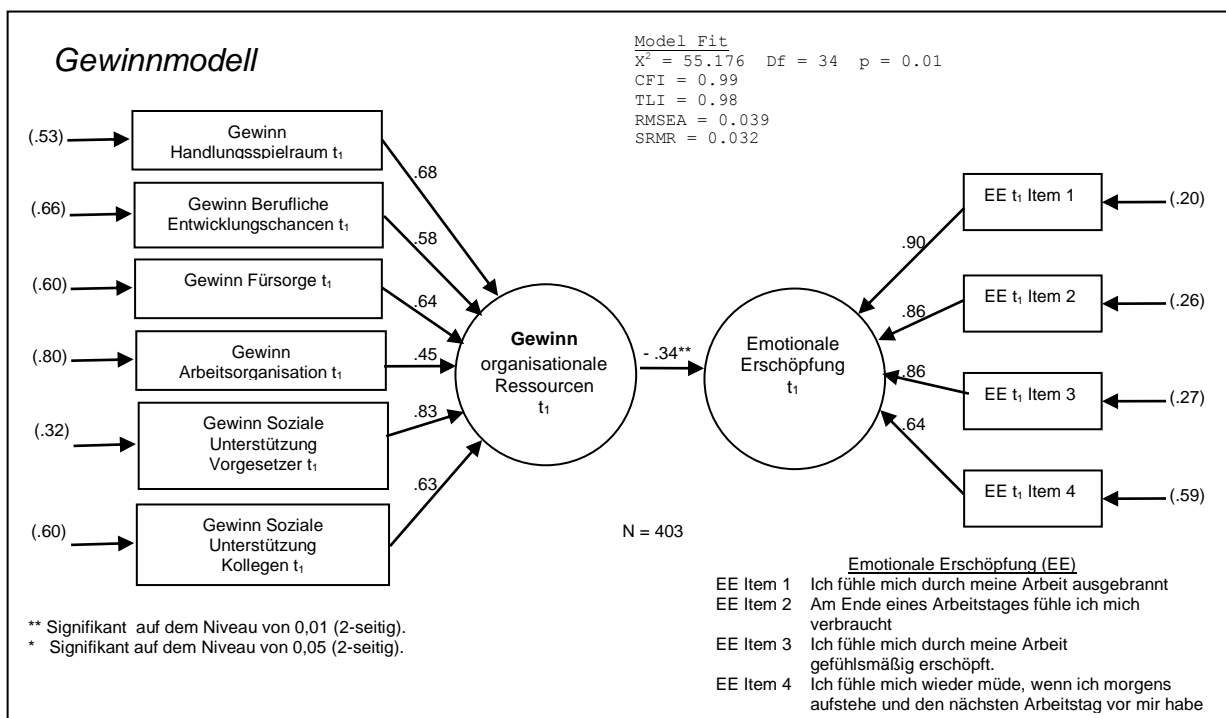 Gewinnmodell
Model Fit
X² = 55.176 Df = 34 p = 0.01
CFI = 0.99
TLI = 0.98
RMSEA = 0.039
SRMR = 0.032
(.53)
Gewinn
Handlungsspielraum t₁
.68
(.66)
Gewinn Berufliche
Entwicklungschancen t₁
.58
(.60)
Gewinn Fürsorge t₁
.64
(.80)
Gewinn
Arbeitsorganisation t₁
.45
(.32)
Gewinn Soziale
Unterstützung
Vorgesetzer t₁
.83
(.60)
Gewinn Soziale
Unterstützung
Kollegen t₁
.63
Gewinn
organisationale
Ressourcen
t₁
- .34**
Emotionale
Erschöpfung
t₁
.90
EE t₁ Item 1
(.20)
.86
EE t₁ Item 2
(.26)
.86
EE t₁ Item 3
(.27)
.64
EE t₁ Item 4
(.59)
N = 403
** Signifikant auf dem Niveau von 0,01 (2-seitig).
* Signifikant auf dem Niveau von 0,05 (2-seitig).
Emotionale Erschöpfung (EE)
EE Item 1 Ich fühle mich durch meine Arbeit ausgebrannt
EE Item 2 Am Ende eines Arbeitstages fühle ich mich
verbraucht
EE Item 3 Ich fühle mich durch meine Arbeit
gefühlsmäßig erschöpft.
EE Item 4 Ich fühle mich wieder müde, wenn ich morgens
aufstehe und den nächsten Arbeitstag vor mir habe